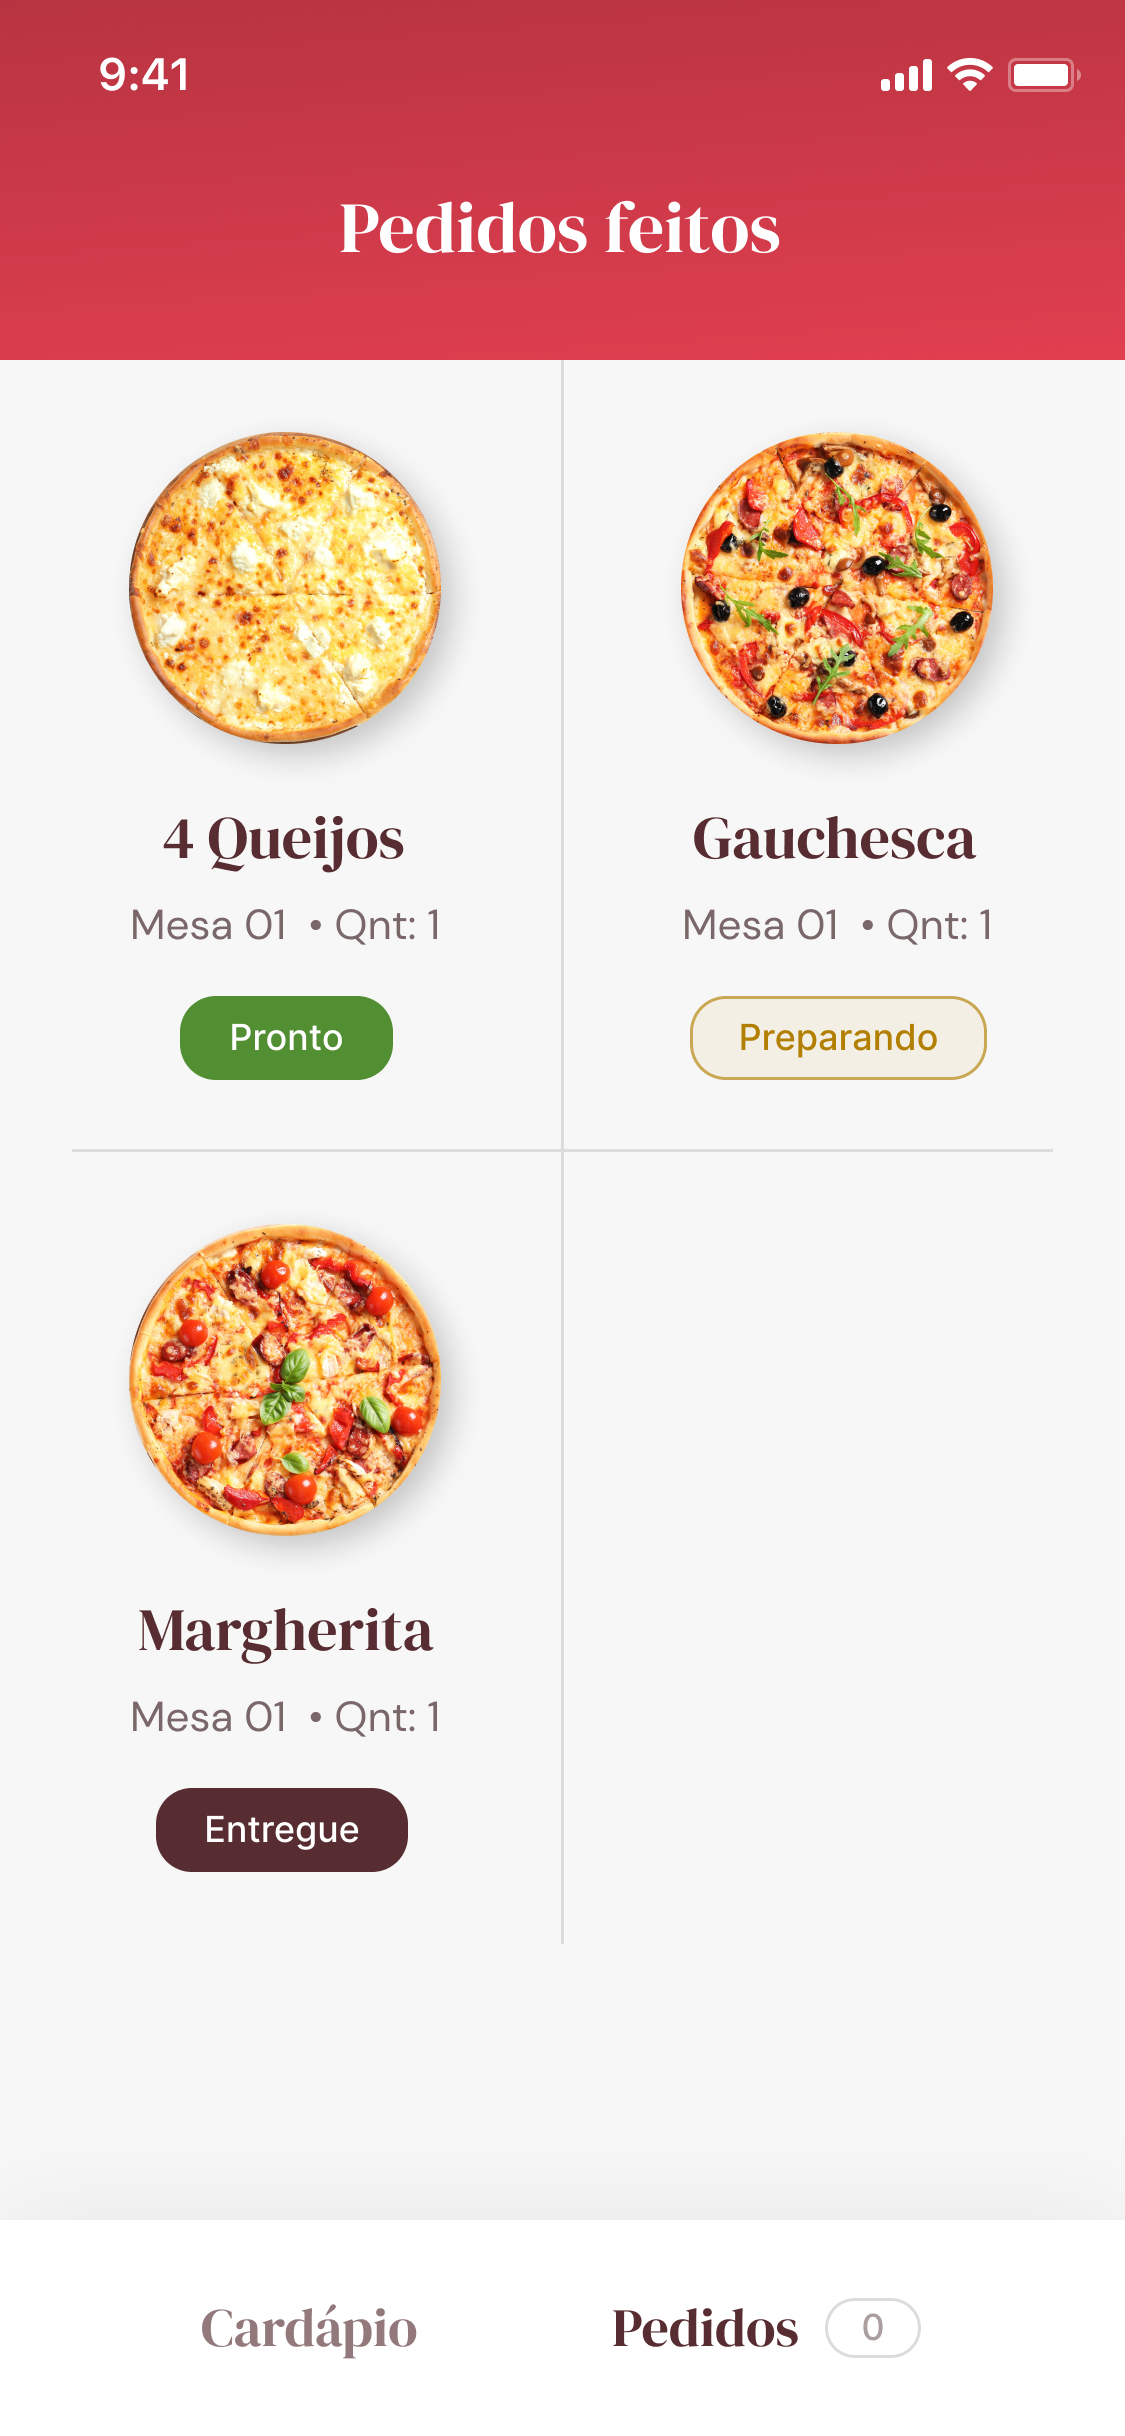 9:41
Pedidos feitos
4 Queijos
Mesa 01 • Qnt: 1
Pronto
Gauchesca
Mesa 01 • Qnt: 1
Preparando
Margherita
Mesa 01 • Qnt: 1
Entregue
Cardápio
Pedidos 0